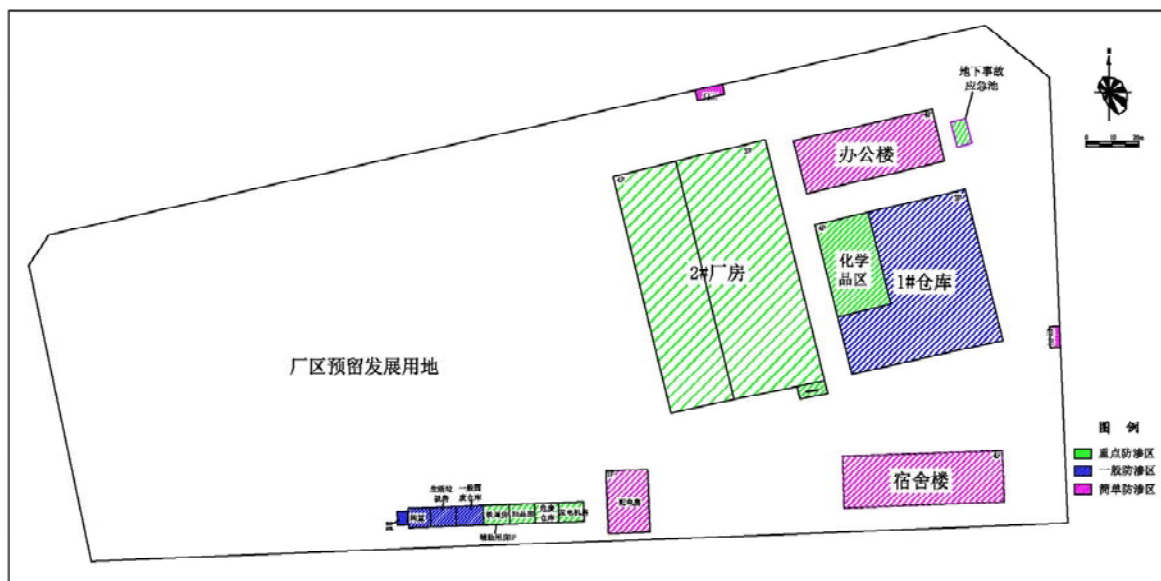 地下事故
应急池
办公楼
2#厂房
化学
品区
1#仓库
厂区预留发展用地
宿舍楼
配电房
生活垃
圾房
一般固
废仓库
危废
仓库
发电机房
辅助用房
图 例
重点防渗区
一般防渗区
简单防渗区
0 10 20m